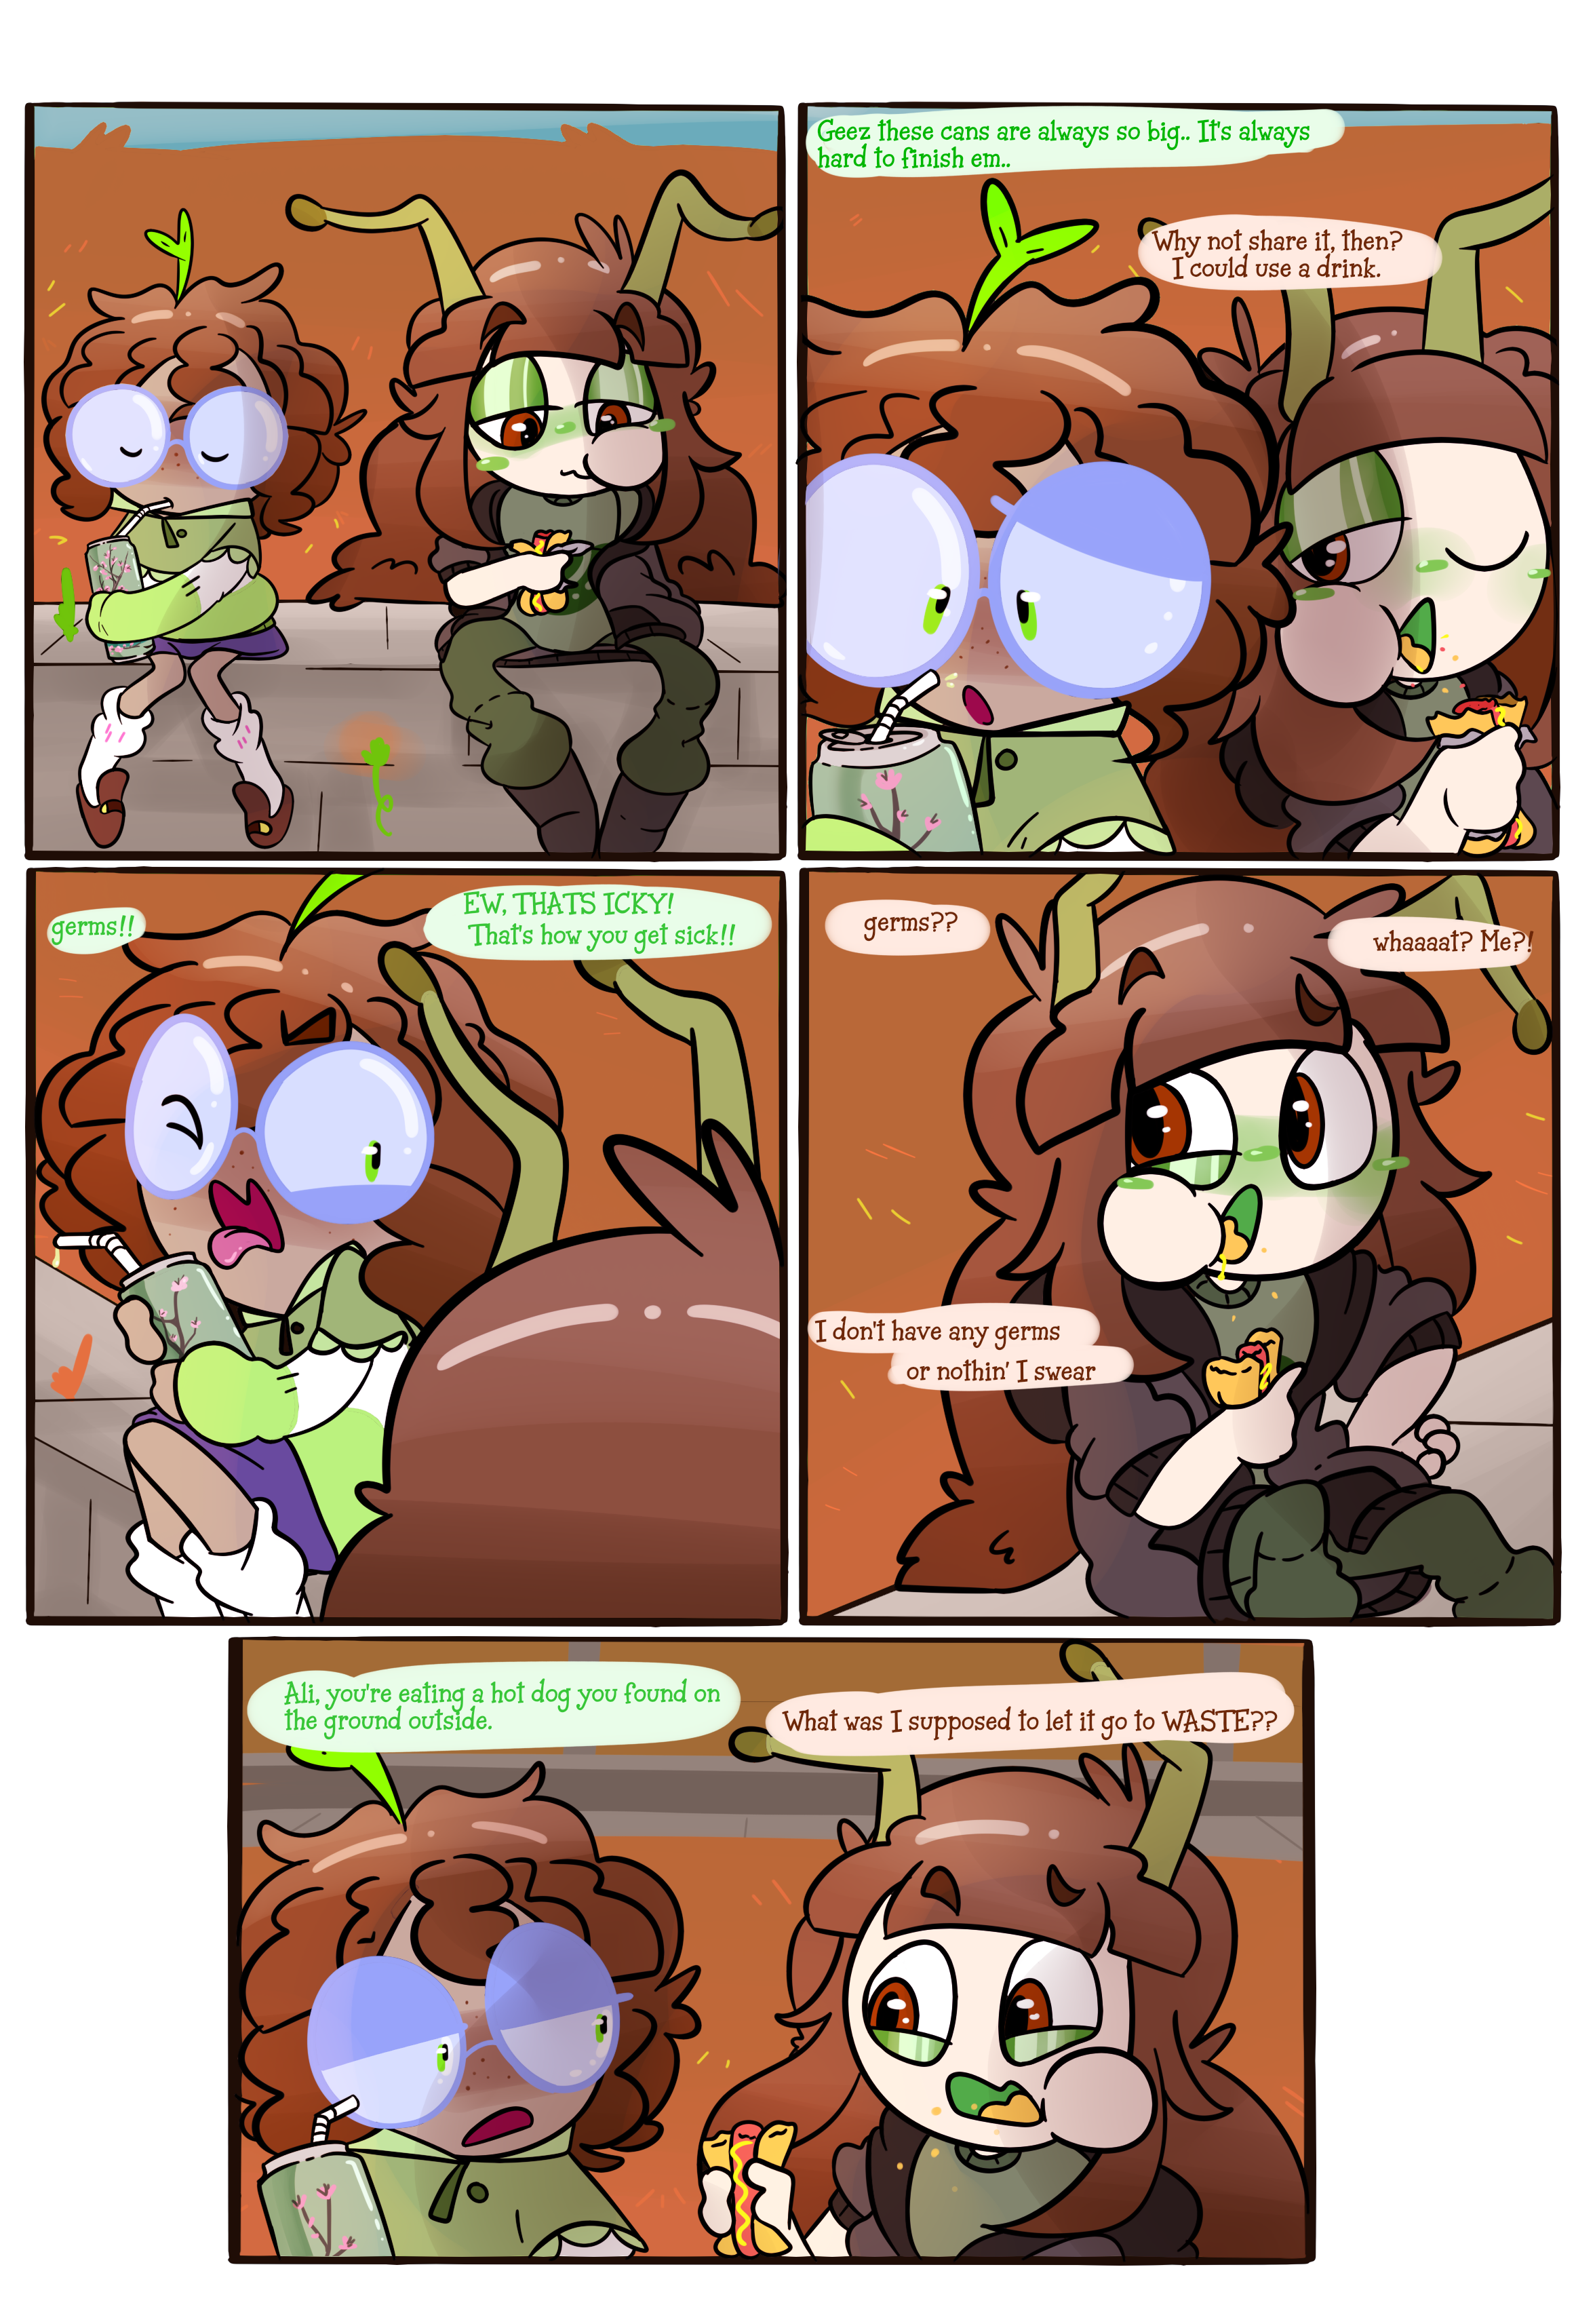 Geez these cans are always so big.. It's always
hard to finish em..
Why not share it, then?
I could use a drink.
germs!!
EW, THATS ICKY!
That's how you get sick!!
germs??
whaaaat? Me?!
I don't have any germs
or nothin' I swear
Ali, you're eating a hot dog you found on
the ground outside.
What was I supposed to let it go to WASTE??